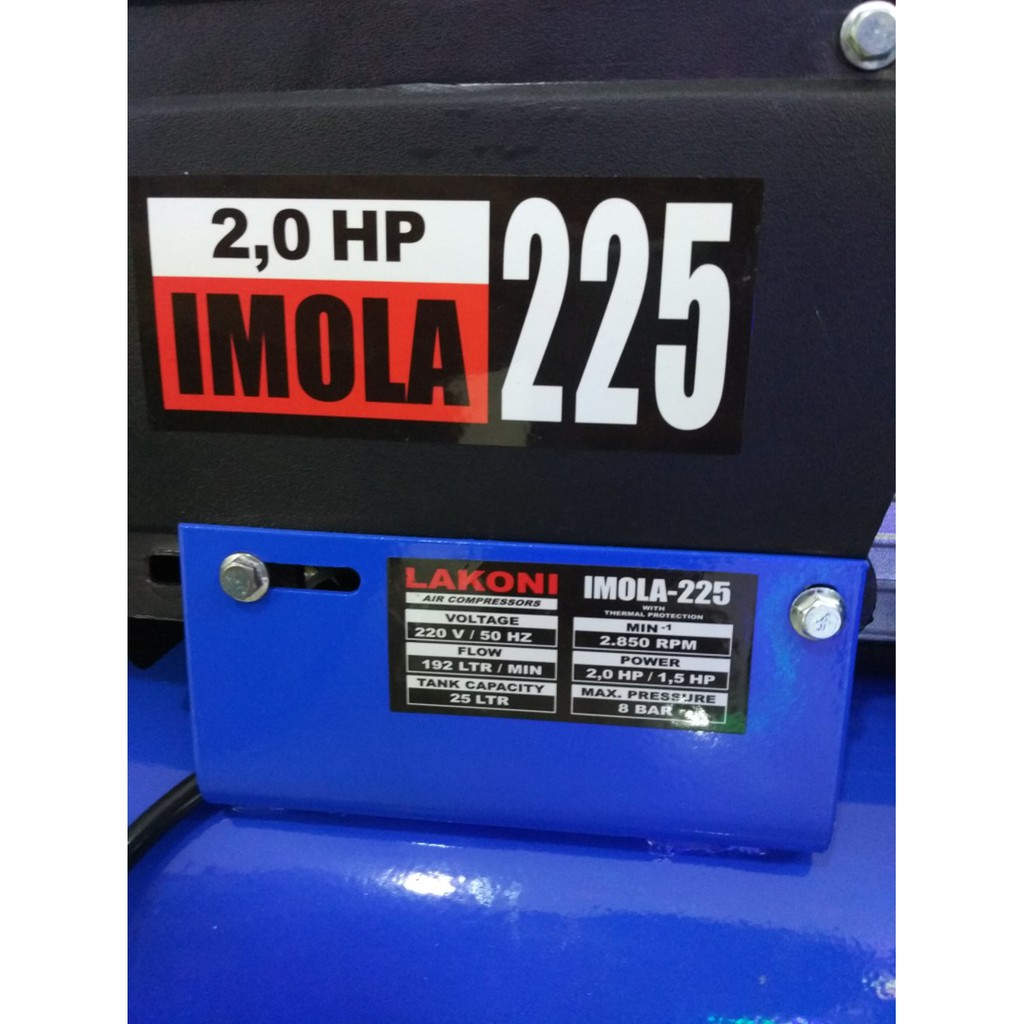 2,0 HP
IMOLA
225
LAKONI
AIR COMPRESSORS
VOLTAGE
220 V / 50 HZ
FLOW
192 LTR / MIN
TANK CAPACITY
25 LTR
IMOLA-225
WITH
THERMAL PROTECTION
MIN -1
2.850 RPM
POWER
2,0 HP / 1,5 HP
MAX. PRESSURE
8 BAR